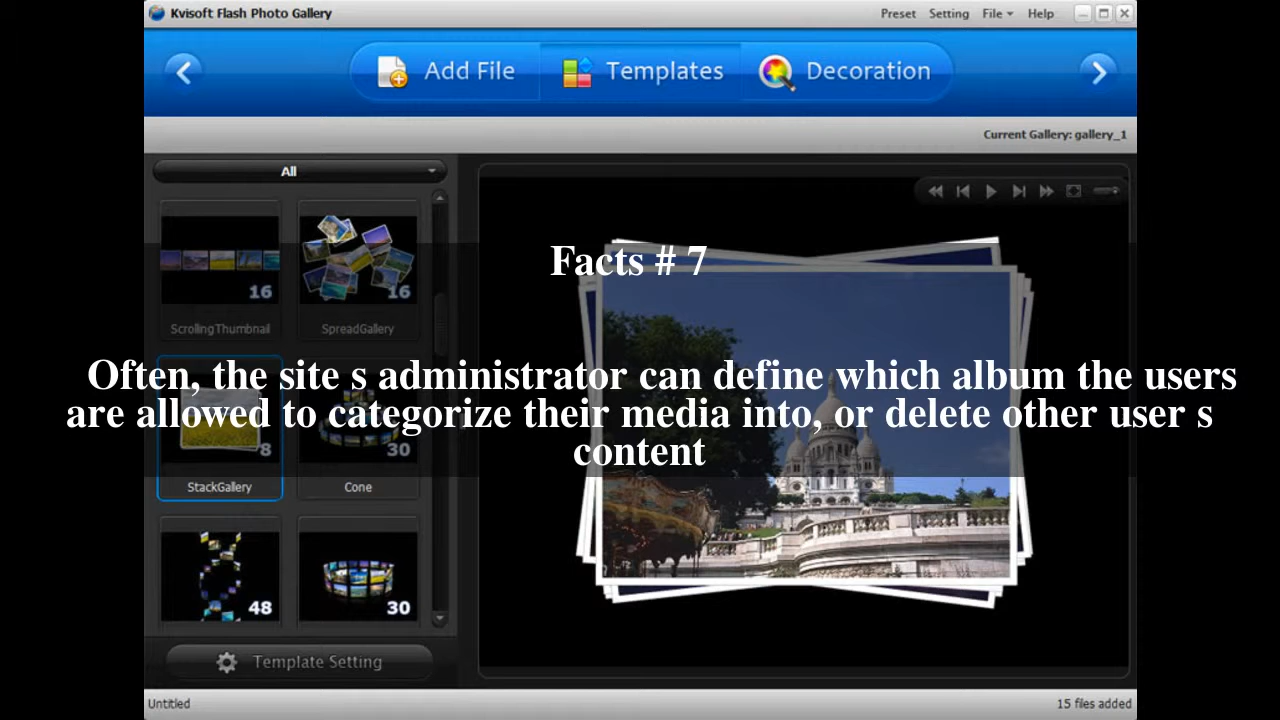 Kvisoft Flash Photo Gallery
Preset Setting File Help
Add File Templates Decoration
Current Gallery: gallery_1
All
16
16
ScrollingThumbnail SpreadGallery
Facts # 7
Often, the site s administrator can define which album the users
are allowed to categorize their media into, or delete other user s
content
8
30
StackGallery Cone
48
30
Template Setting
Untitled 15 files added